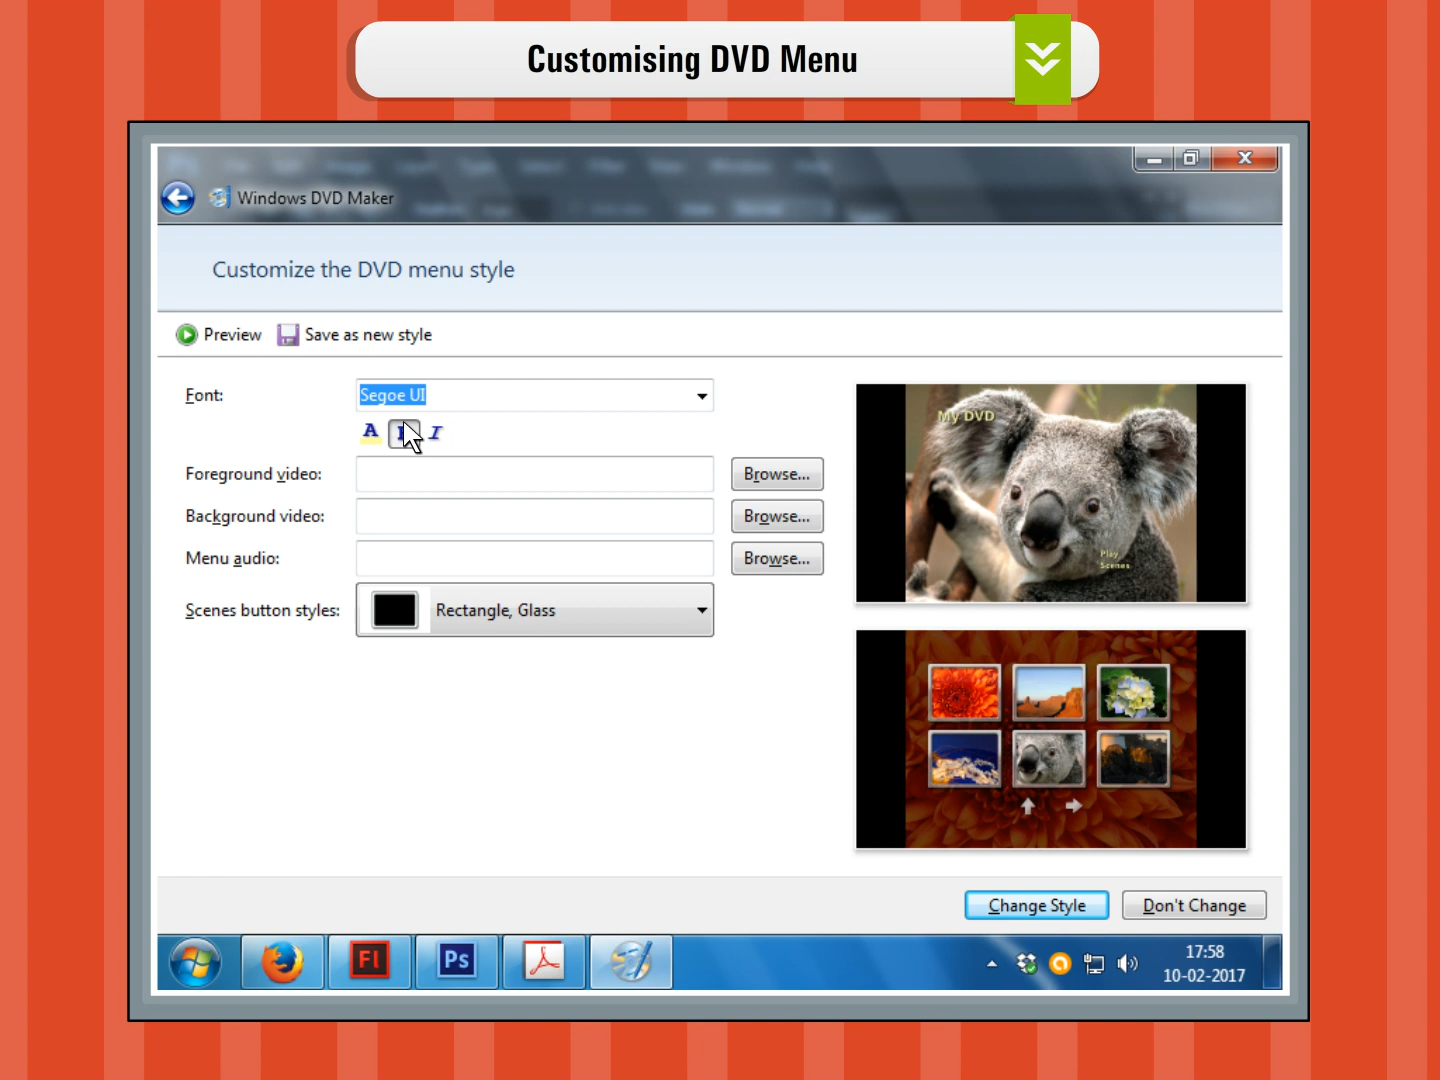 Customising DVD Menu
Windows DVD Maker
Customize the DVD menu style
Preview Save as new style
Font: Segoe UI
A I
Foreground video: Browse...
Background video: Browse...
Menu audio: Browse...
Scenes button styles: Rectangle, Glass
My DVD
Play
Scenes
Change Style Don't Change
Fl Ps
17:58
10-02-2017